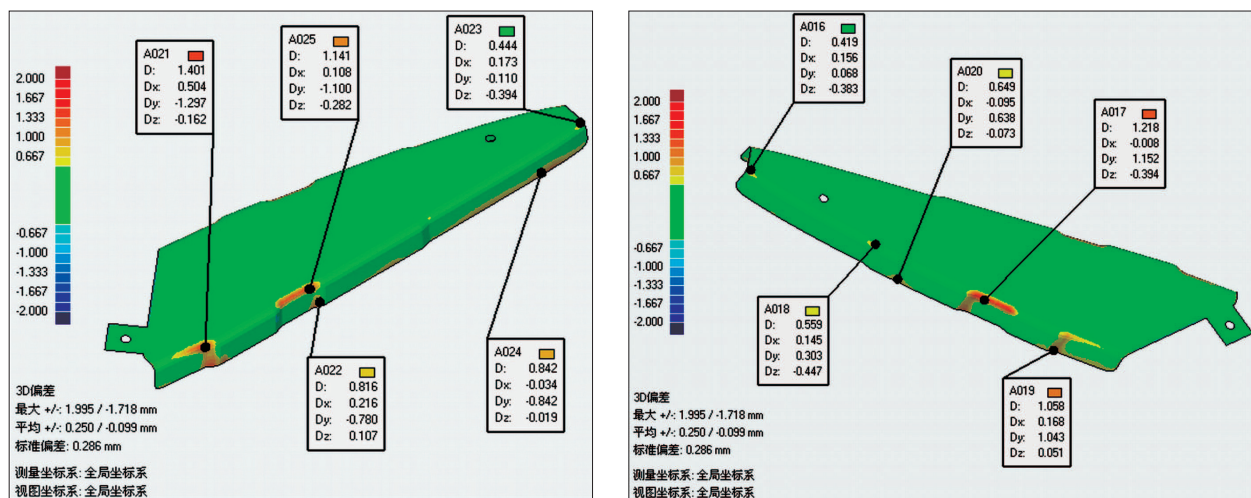 A021
D: 1.401
Dx: 0.504
Dy: -1.297
Dz: -0.162
A025
D: 1.141
Dx: 0.108
Dy: -1.100
Dz: -0.282
A023
D: 0.444
Dx: 0.173
Dy: -0.110
Dz: -0.394
2.000
1.667
1.333
1.000
0.667
-0.667
-1.000
-1.333
-1.667
-2.000
A022
D: 0.816
Dx: 0.216
Dy: -0.780
Dz: 0.107
A024
D: 0.842
Dx: -0.034
Dy: -0.842
Dz: -0.019
3D偏差
最大 +/-: 1.995 / -1.718 mm
平均 +/-: 0.250 / -0.099 mm
标准偏差: 0.286 mm
测量坐标系: 全局坐标系
视图坐标系: 全局坐标系
A016
D: 0.419
Dx: 0.156
Dy: 0.068
Dz: -0.383
A020
D: 0.649
Dx: -0.095
Dy: 0.638
Dz: -0.073
A017
D: 1.218
Dx: -0.008
Dy: 1.152
Dz: -0.394
2.000
1.667
1.333
1.000
0.667
-0.667
-1.000
-1.333
-1.667
-2.000
A018
D: 0.559
Dx: 0.145
Dy: 0.303
Dz: -0.447
A019
D: 1.058
Dx: 0.168
Dy: 1.043
Dz: 0.051
3D偏差
最大 +/-: 1.995 / -1.718 mm
平均 +/-: 0.250 / -0.099 mm
标准偏差: 0.286 mm
测量坐标系: 全局坐标系
视图坐标系: 全局坐标系